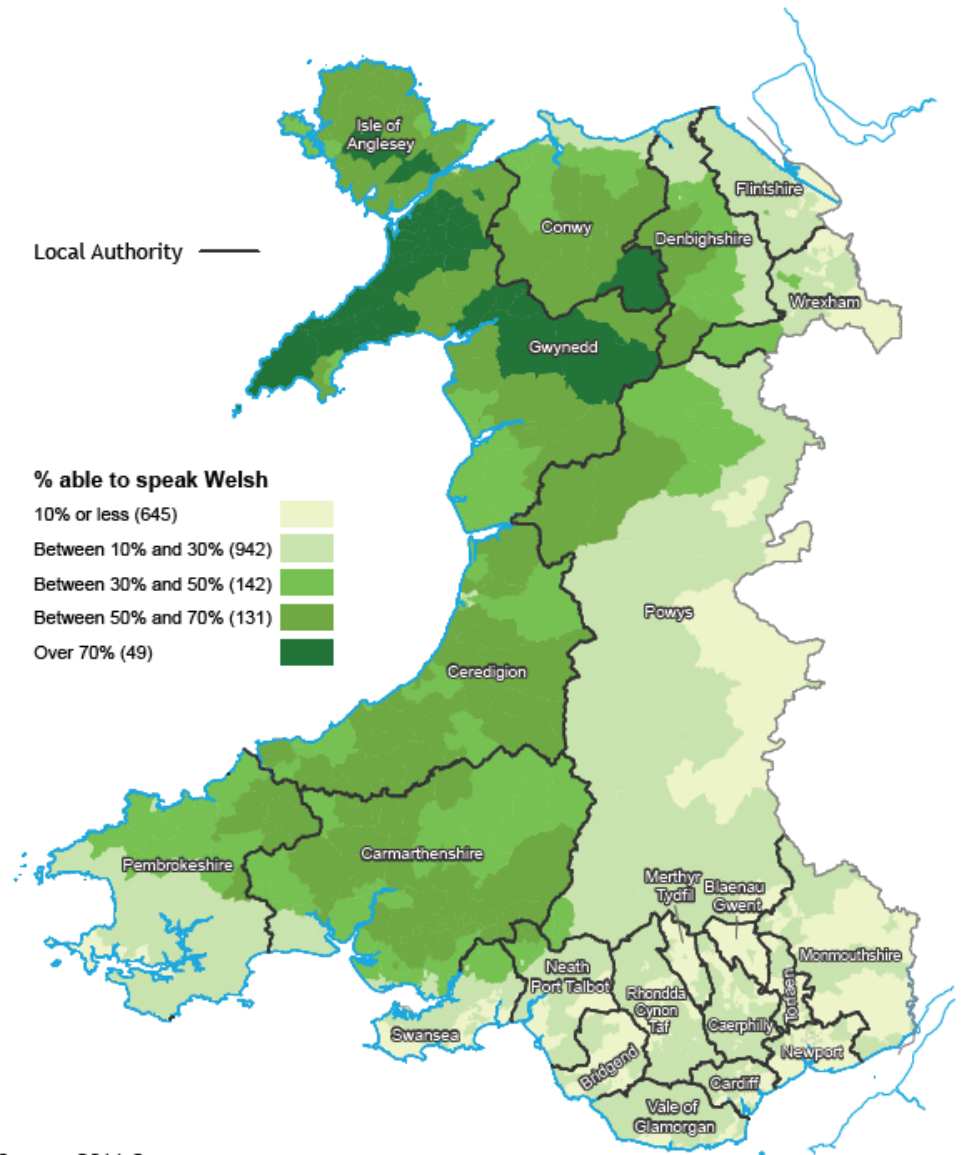 Isle of
Anglesey
Flintshire
Conwy
Local Authority
Denbighshire
Wrexham
Gwynedd
% able to speak Welsh
10% or less (645)
Between 10% and 30% (942)
Between 30% and 50% (142)
Between 50% and 70% (131)
Over 70% (49)
Powys
Ceredigion
Pembrokeshire
Carmarthenshire
Merthyr
Tydfil
Blaenau
Gwent
Monmouthshire
Neath
Port Talbot
Rhondda
Cynon
Taf
Torfaen
Caerphilly
Swansea
Newport
Bridgend
Cardiff
Vale of
Glamorgan